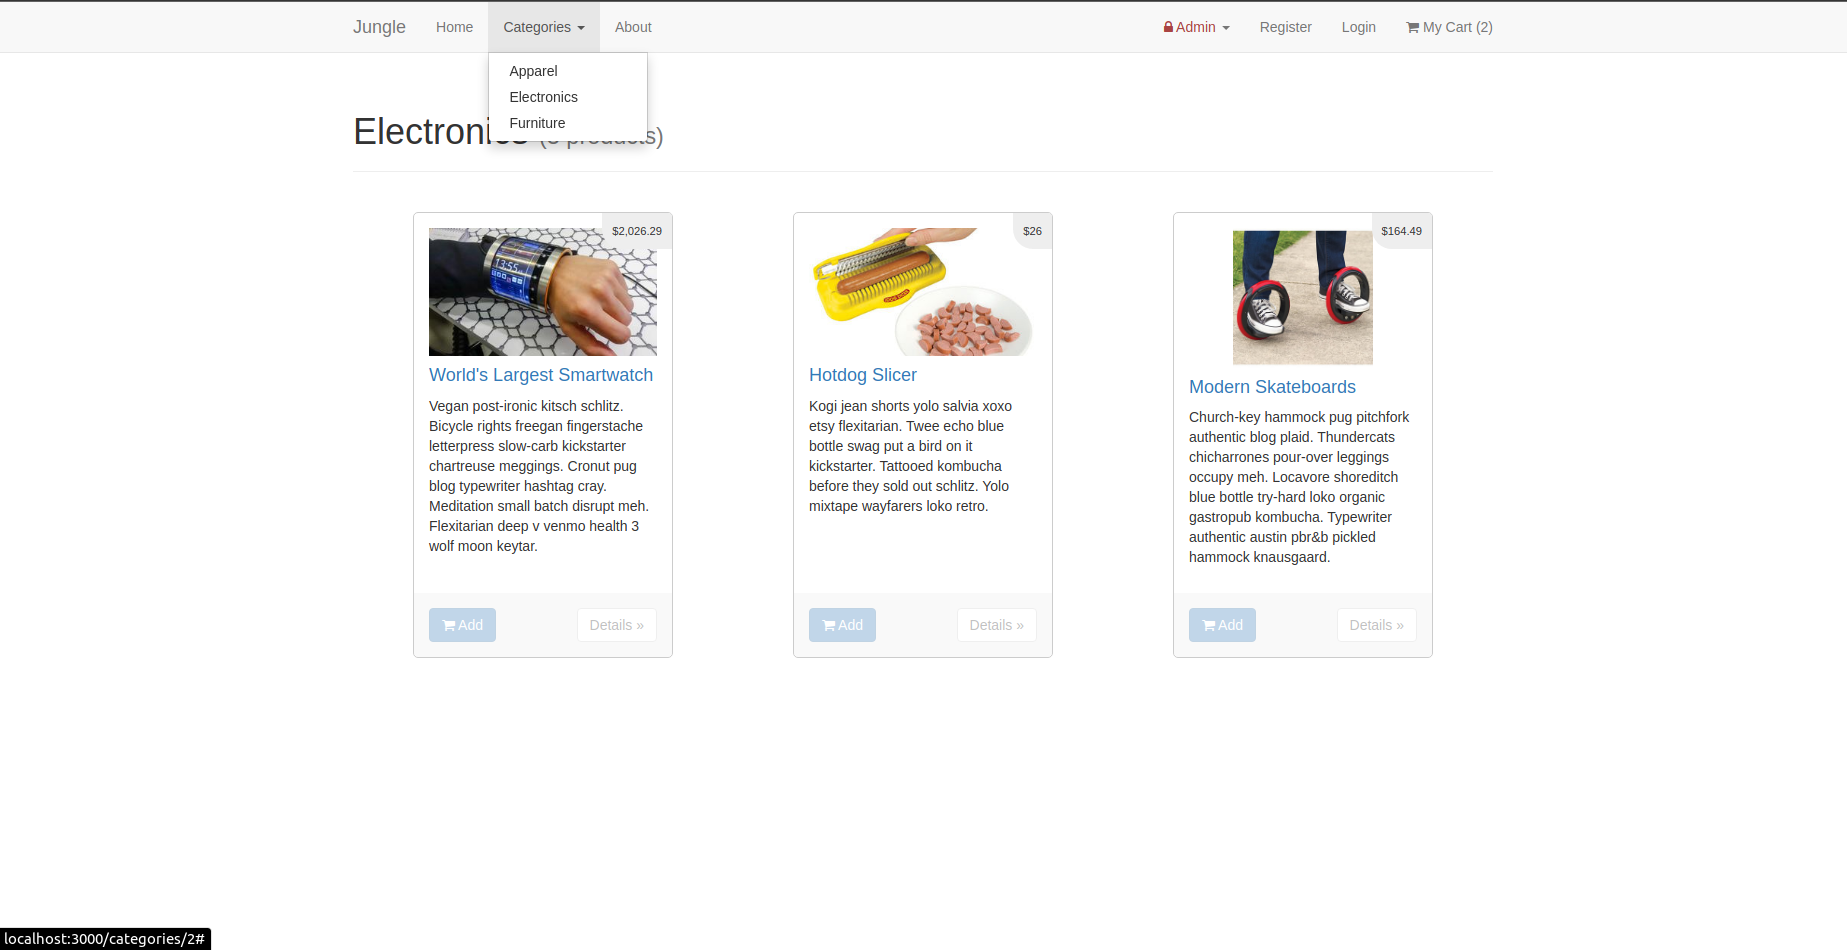 Jungle Home Categories About Admin Register Login My Cart (2)
Apparel
Electronics
Furniture
Electronics products)
$2,026.29
13:55
World's Largest Smartwatch
Vegan post-ironic kitsch schlitz.
Bicycle rights freegan fingerstache
letterpress slow-carb kickstarter
chartreuse meggings. Cronut pug
blog typewriter hashtag cray.
Meditation small batch disrupt meh.
Flexitarian deep v venmo health 3
wolf moon keytar.
Add Details »
$26
Hotdog Slicer
Kogi jean shorts yolo salvia xoxo
etsy flexitarian. Twee echo blue
bottle swag put a bird on it
kickstarter. Tattooed kombucha
before they sold out schlitz. Yolo
mixtape wayfarers loko retro.
Add Details »
$164.49
Modern Skateboards
Church-key hammock pug pitchfork
authentic blog plaid. Thundercats
chicharrones pour-over leggings
occupy meh. Locavore shoreditch
blue bottle try-hard loko organic
gastropub kombucha. Typewriter
authentic austin pbr&b pickled
hammock knausgaard.
Add Details »
localhost:3000/categories/2#